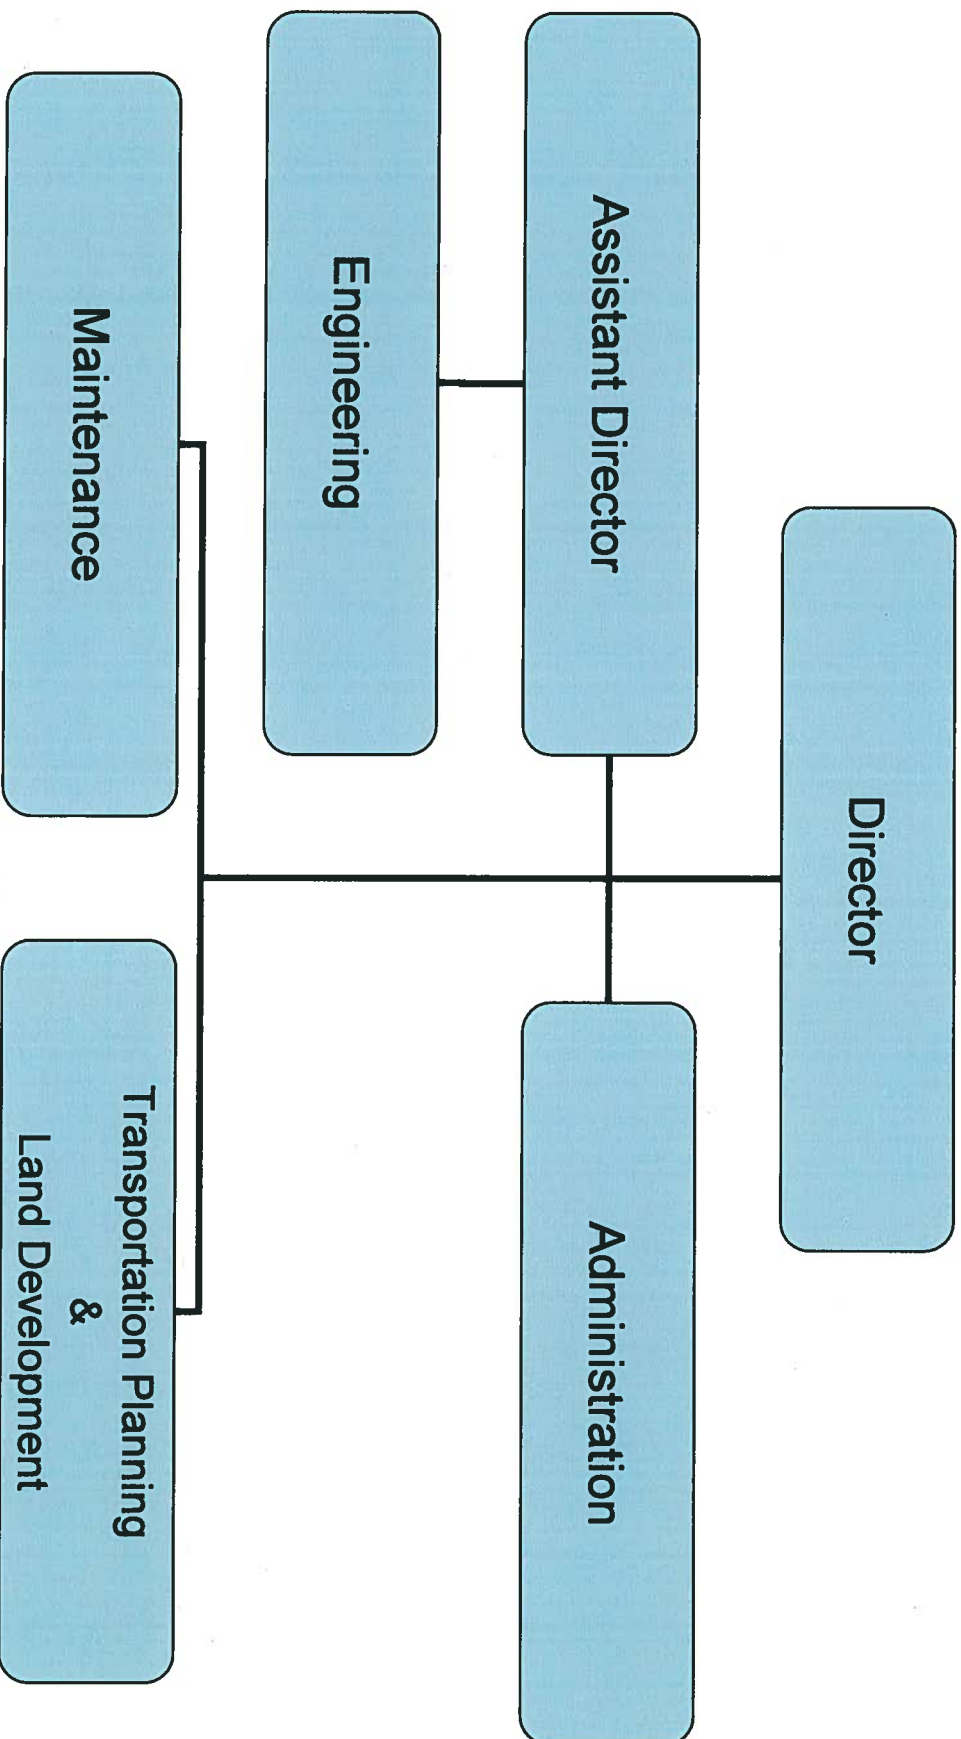 Director
Assistant Director
Administration
Engineering
Maintenance
Transportation Planning
&
Land Development